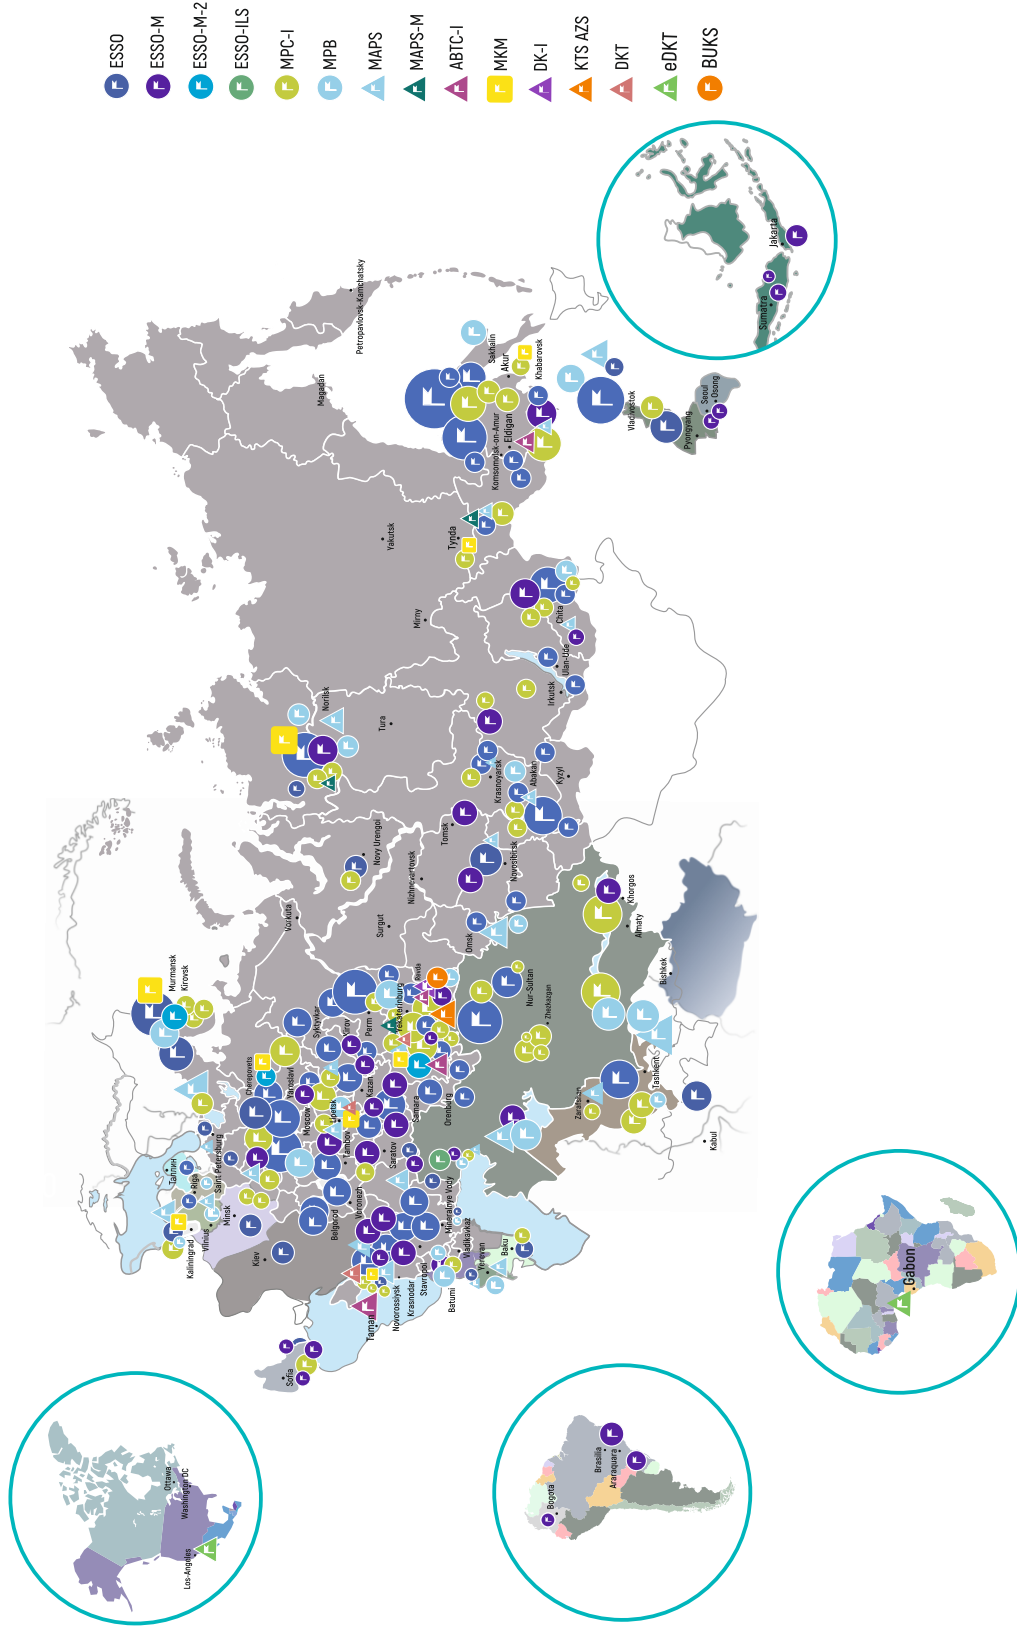 ESSO
ESSO-M
ESSO-M-2
ESSO-ILS
MPC-I
MPB
MAPS
MAPS-M
ABTC-I
MKM
DK-I
KTS AZS
DKT
eDKT
BUKS
Petropavlovsk-Kamchatsky
Magadan
Sakhalin
Akur
Khabarovsk
Komsomolsk-on-Amur
Eldigan
Vladivostok
Pyongyang
Seoul
Osong
Jakarta
Sumatra
Yakutsk
Tynda
Mirny
Chita
Ulan-Ude
Irkutsk
Norilsk
Tura
Krasnoyarsk
Abakan
Kyzyl
Tomsk
Novosibirsk
Novy Urengoi
Nizhnevartovsk
Surgut
Vorkuta
Omsk
Khorgos
Almaty
Bishkek
Nur-Sultan
Zhezkazgan
Tashkent
Zarafshan
Kabul
Murmansk
Kirovsk
Syktyvkar
Kirov
Perm
Yekaterinburg
Revda
Cherepovets
Yaroslavl
Moscow
Lipetsk
Kazan
Tambov
Samara
Orenburg
Saratov
Saint Petersburg
Таллин
Riga
Minsk
Vilnius
Kaliningrad
Kiev
Belgorod
Voronezh
Mineralnye Vody
Vladikavkaz
Stavropol
Krasnodar
Novorossiysk
Taman
Batumi
Yerevan
Baku
Sofia
Ottawa
Washington DC
Los-Angeles
Bogota
Brasilia
Araraquara
Gabon